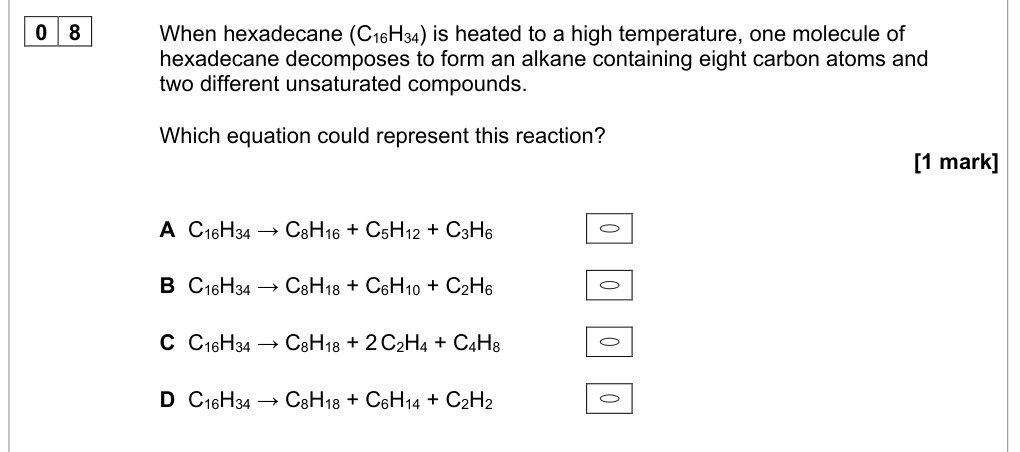 0 8 When hexadecane (C₁₆H₃₄) is heated to a high temperature, one molecule of
hexadecane decomposes to form an alkane containing eight carbon atoms and
two different unsaturated compounds.
Which equation could represent this reaction?
[1 mark]
A C₁₆H₃₄ → C₈H₁₆ + C₅H₁₂ + C₃H₆
B C₁₆H₃₄ → C₈H₁₈ + C₆H₁₀ + C₂H₆
C C₁₆H₃₄ → C₈H₁₈ + 2 C₂H₄ + C₄H₈
D C₁₆H₃₄ → C₈H₁₈ + C₆H₁₄ + C₂H₂